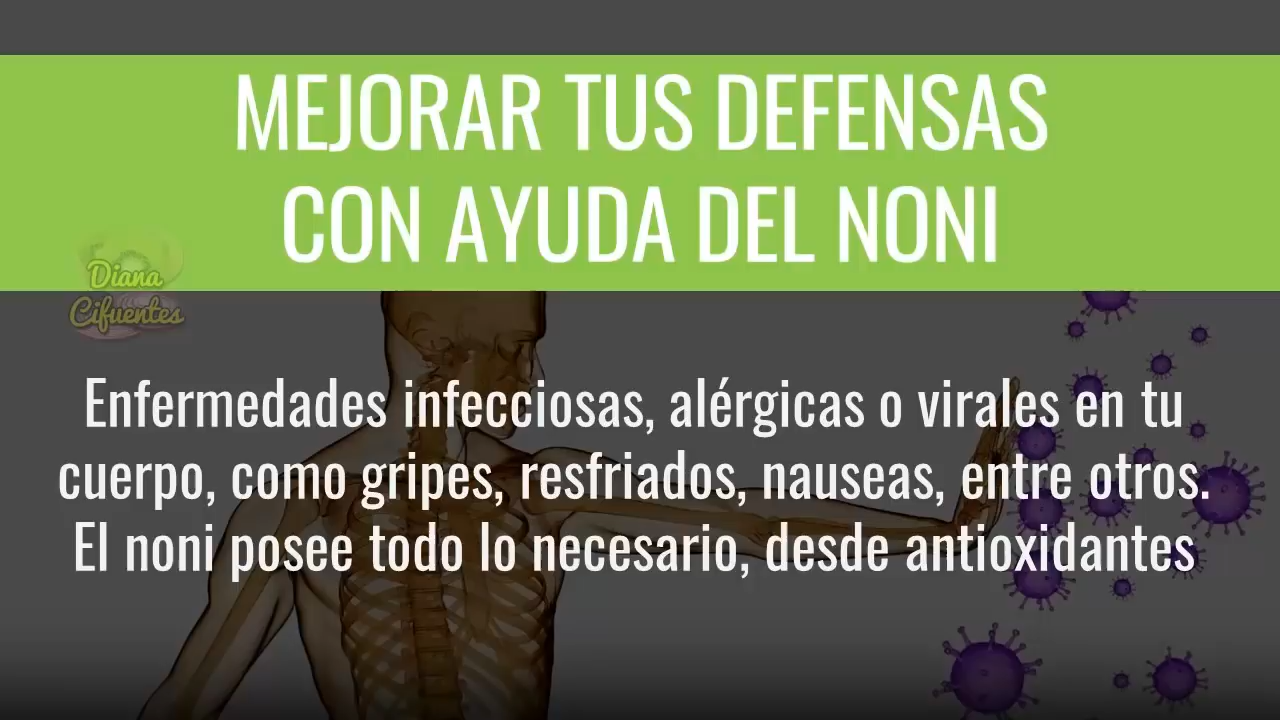 MEJORAR TUS DEFENSAS
CON AYUDA DEL NONI
Diana
Cifuentes
Enfermedades infecciosas, alérgicas o virales en tu
cuerpo, como gripes, resfriados, nauseas, entre otros.
El noni posee todo lo necesario, desde antioxidantes